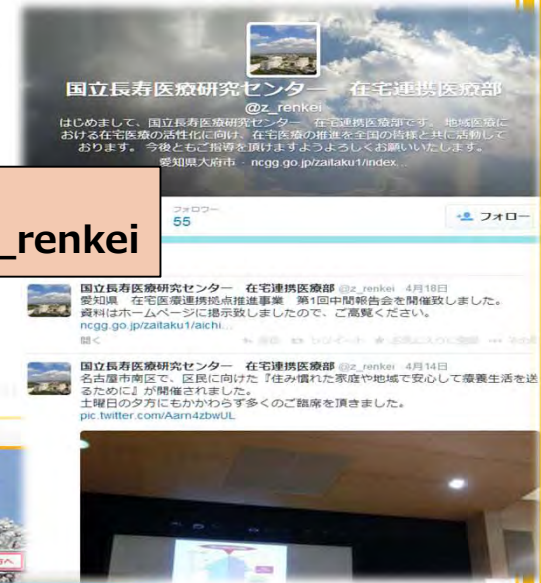 国立長寿医療研究センター 在宅連携医療部
@z_renkei
はじめまして、国立長寿医療研究センター 在宅連携医療部です。地域医療に
おける在宅医療の活性化に向け、在宅医療の推進を全国の皆様と共に活動して
おります。今後ともご指導を頂けますようよろしくお願いいたします。
愛知県大府市 · ncgg.go.jp/zaitaku1/index...
フォロワー
55
フォロー
_renkei
国立長寿医療研究センター 在宅連携医療部 @z_renkei 4月18日
愛知県 在宅医療連携拠点推進事業 第1回中間報告会を開催致しました。
資料はホームページに掲示致しましたので、ご高覧ください。
ncgg.go.jp/zaitaku1/aichi...
開く
国立長寿医療研究センター 在宅連携医療部 @z_renkei 4月14日
名古屋市南区で、区民に向けた『住み慣れた家庭や地域で安心して療養生活を送
るために』が開催されました。
土曜日の夕方にもかかわらず多くのご臨席を頂きました。
pic.twitter.com/Aarn4zbwUL